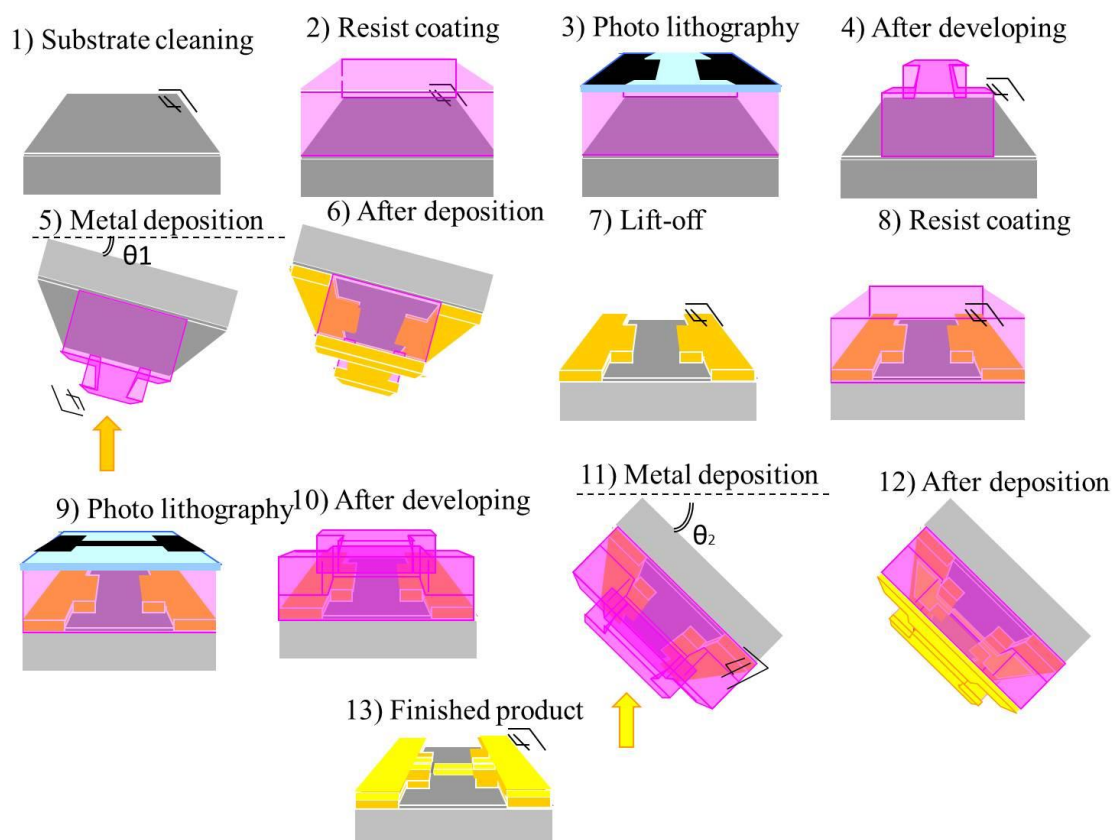 1) Substrate cleaning
2) Resist coating
3) Photo lithography
4) After developing
5) Metal deposition
θ1
6) After deposition
7) Lift-off
8) Resist coating
9) Photo lithography
10) After developing
11) Metal deposition
θ2
12) After deposition
13) Finished product